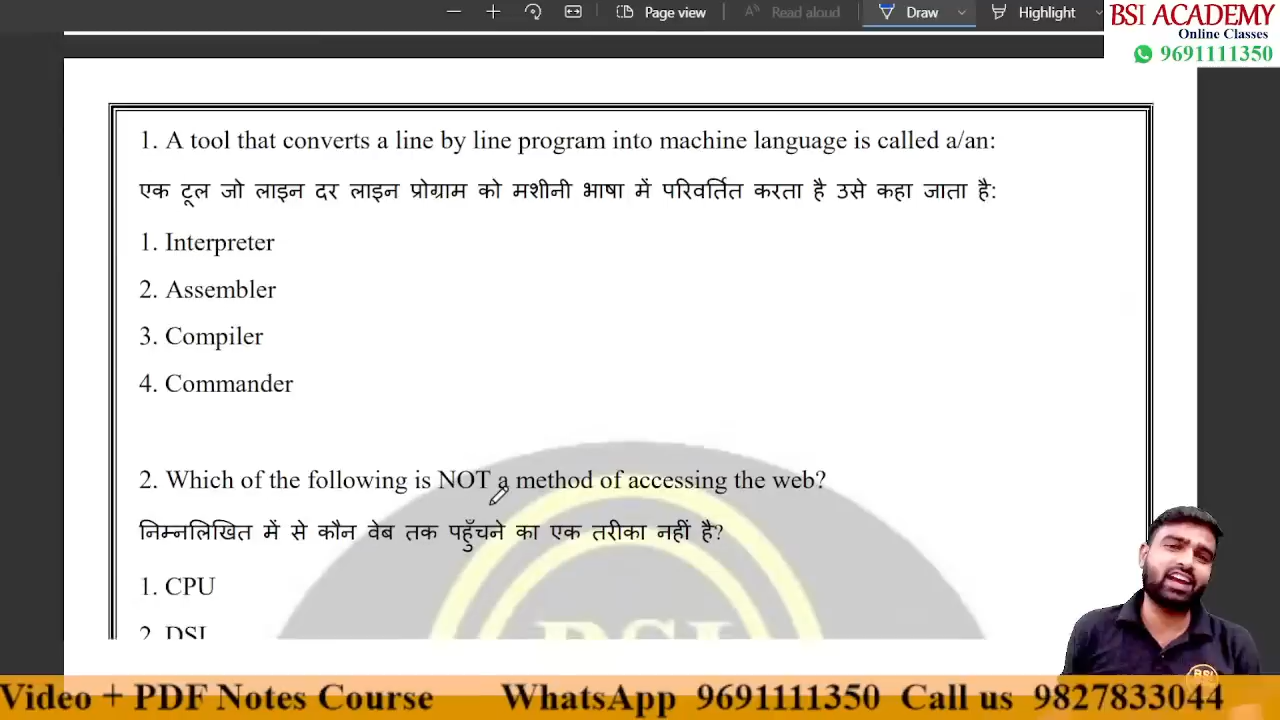 Page view
Read aloud
Draw
Highlight
BSI ACADEMY
Online Classes
9691111350
1. A tool that converts a line by line program into machine language is called a/an:
एक टूल जो लाइन दर लाइन प्रोग्राम को मशीनी भाषा में परिवर्तित करता है उसे कहा जाता है:
1. Interpreter
2. Assembler
3. Compiler
4. Commander
2. Which of the following is NOT a method of accessing the web?
निम्नलिखित में से कौन वेब तक पहुँचने का एक तरीका नहीं है?
1. CPU
2. DSL
BSI
BSI
Video + PDF Notes Course WhatsApp 9691111350 Call us 9827833044